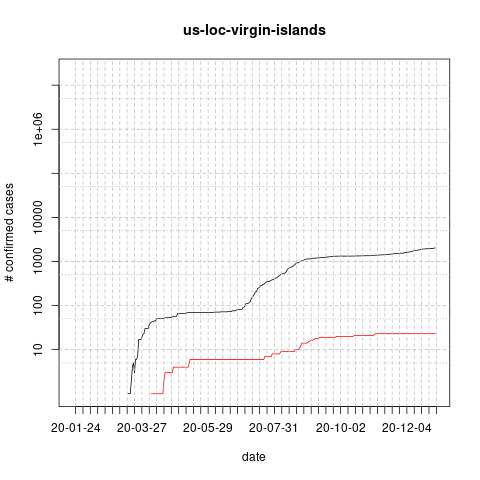 us-loc-virgin-islands
# confirmed cases
1e+06
10000
1000
100
10
20-01-24 20-03-27 20-05-29 20-07-31 20-10-02 20-12-04
date